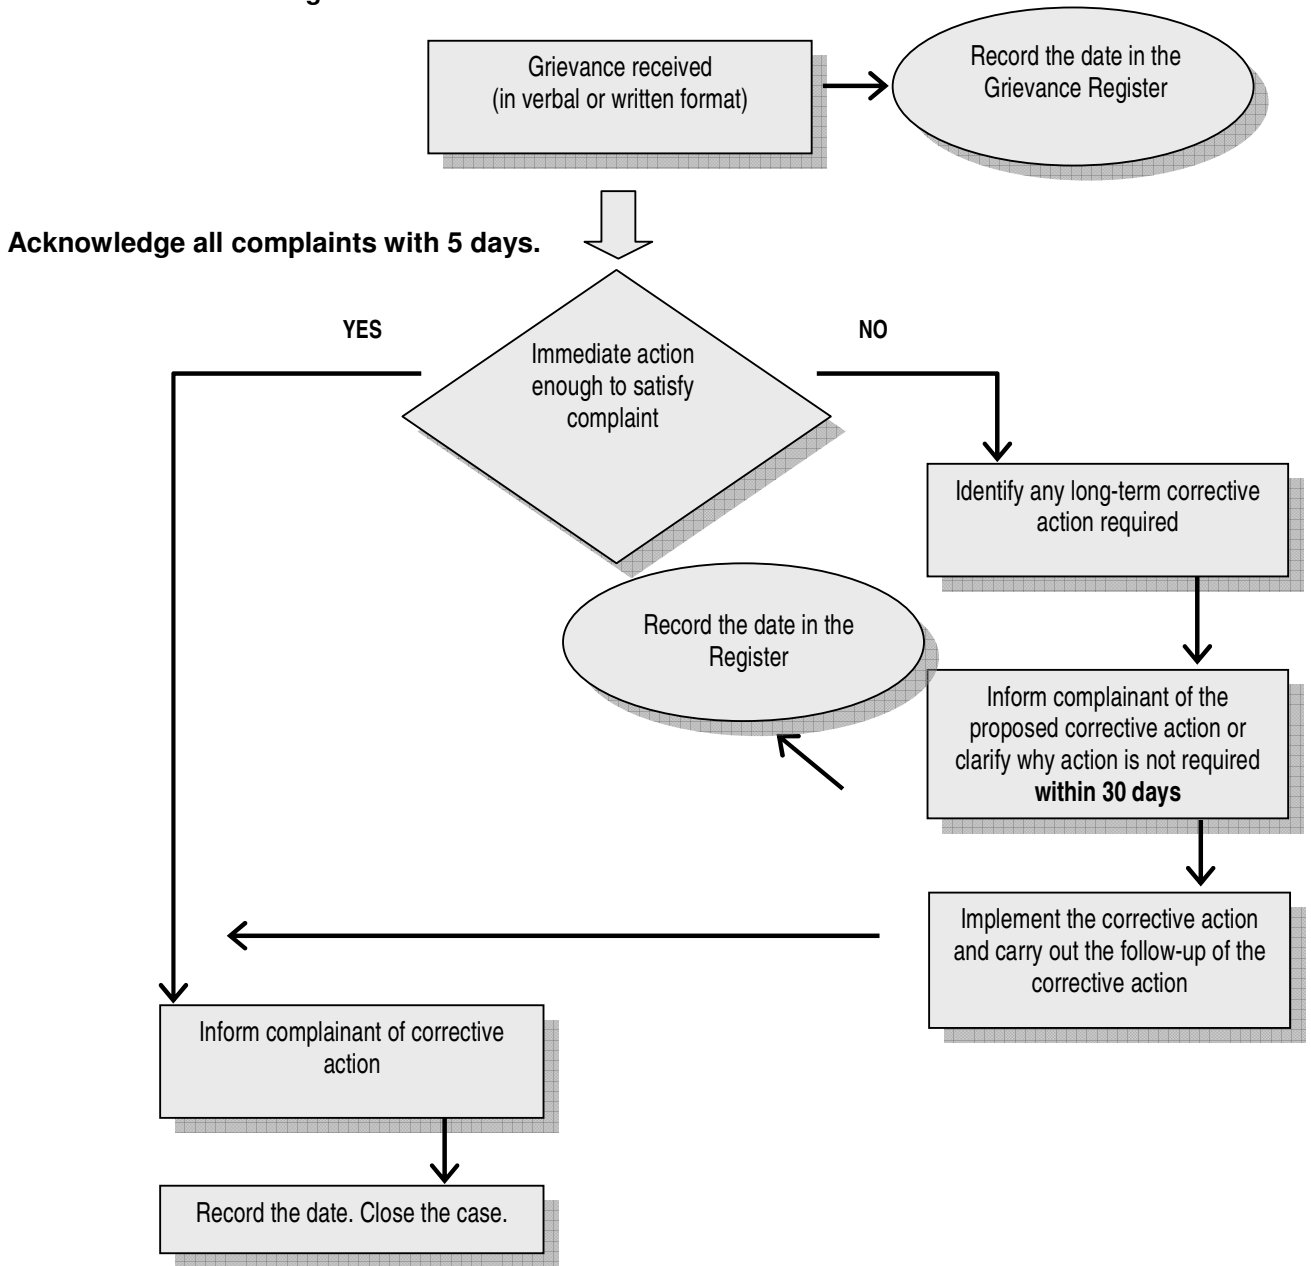 Grievance received
(in verbal or written format)
Record the date in the
Grievance Register
Acknowledge all complaints with 5 days.
YES
NO
Immediate action
enough to satisfy
complaint
Identify any long-term corrective
action required
Record the date in the
Register
Inform complainant of the
proposed corrective action or
clarify why action is not required
within 30 days
Implement the corrective action
and carry out the follow-up of the
corrective action
Inform complainant of corrective
action
Record the date. Close the case.